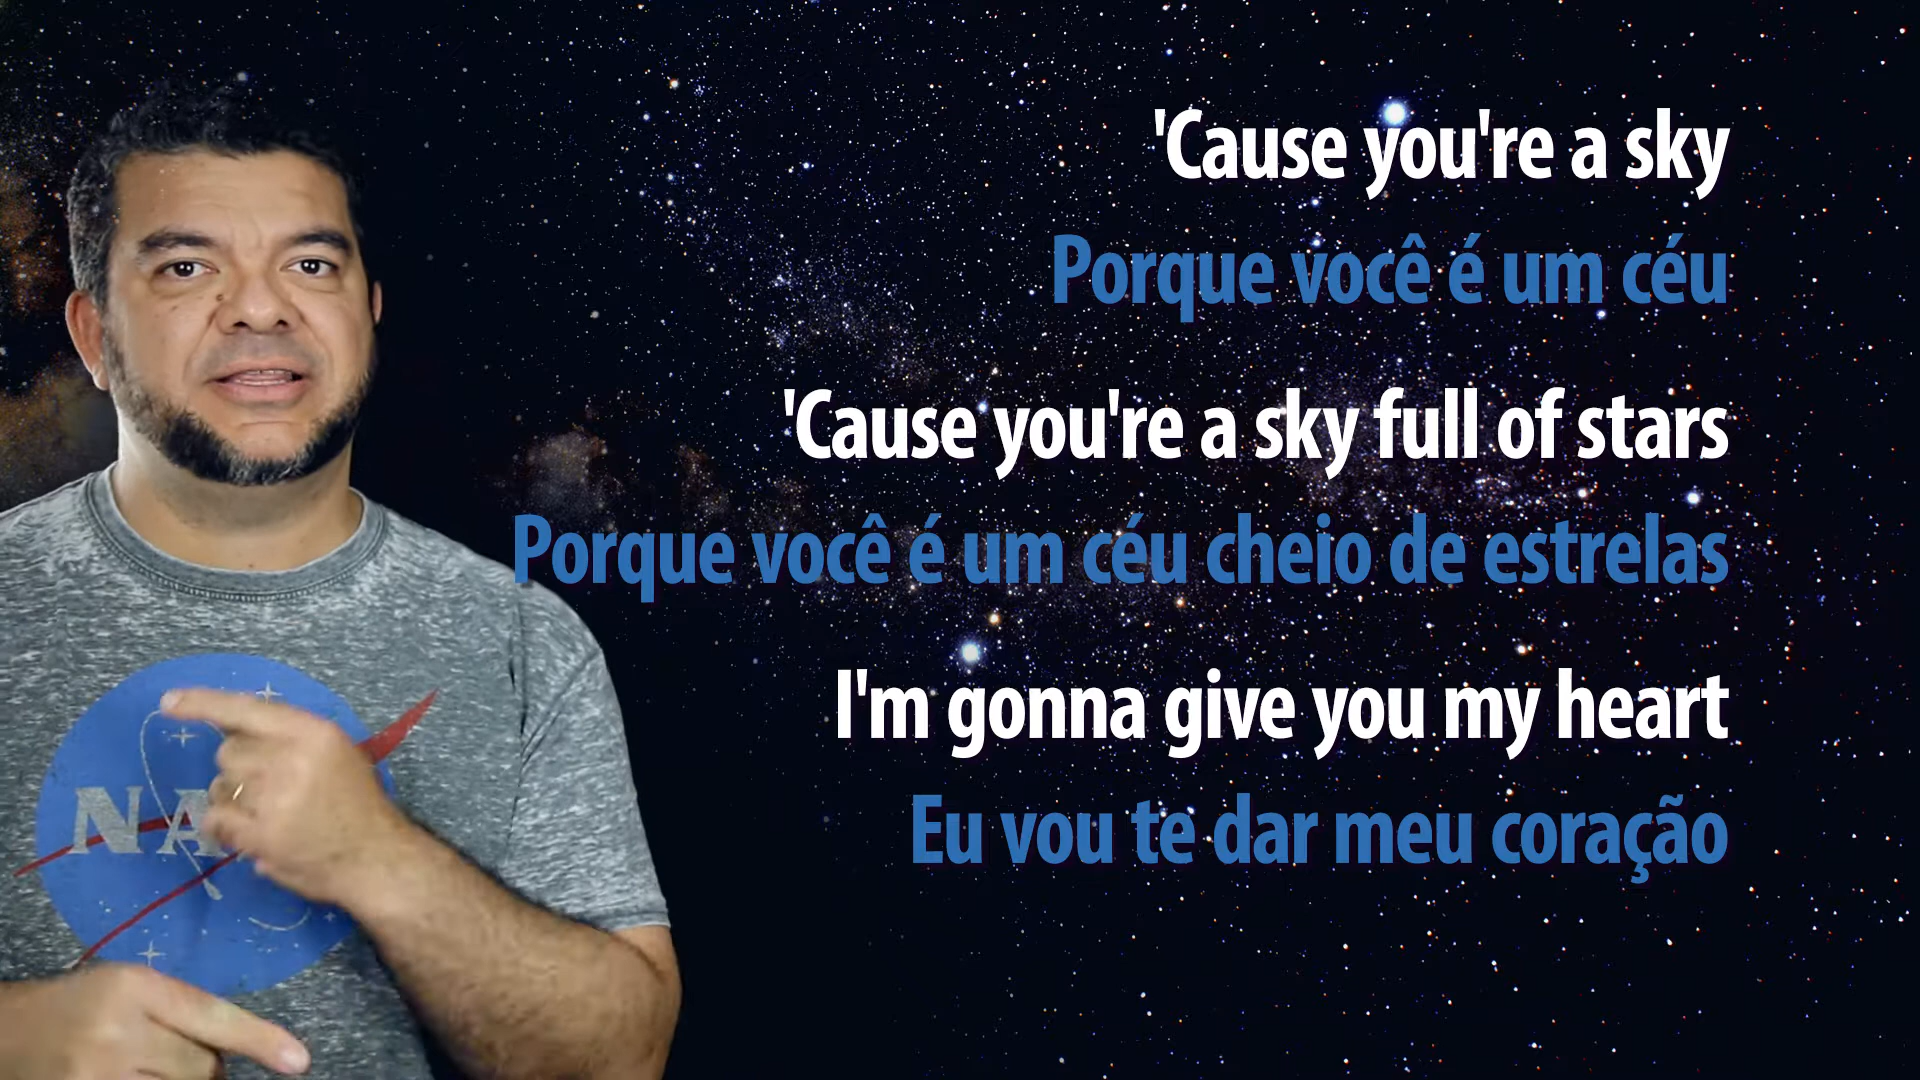 'Cause you're a sky
Porque você é um céu
'Cause you're a sky full of stars
Porque você é um céu cheio de estrelas
I'm gonna give you my heart
Eu vou te dar meu coração